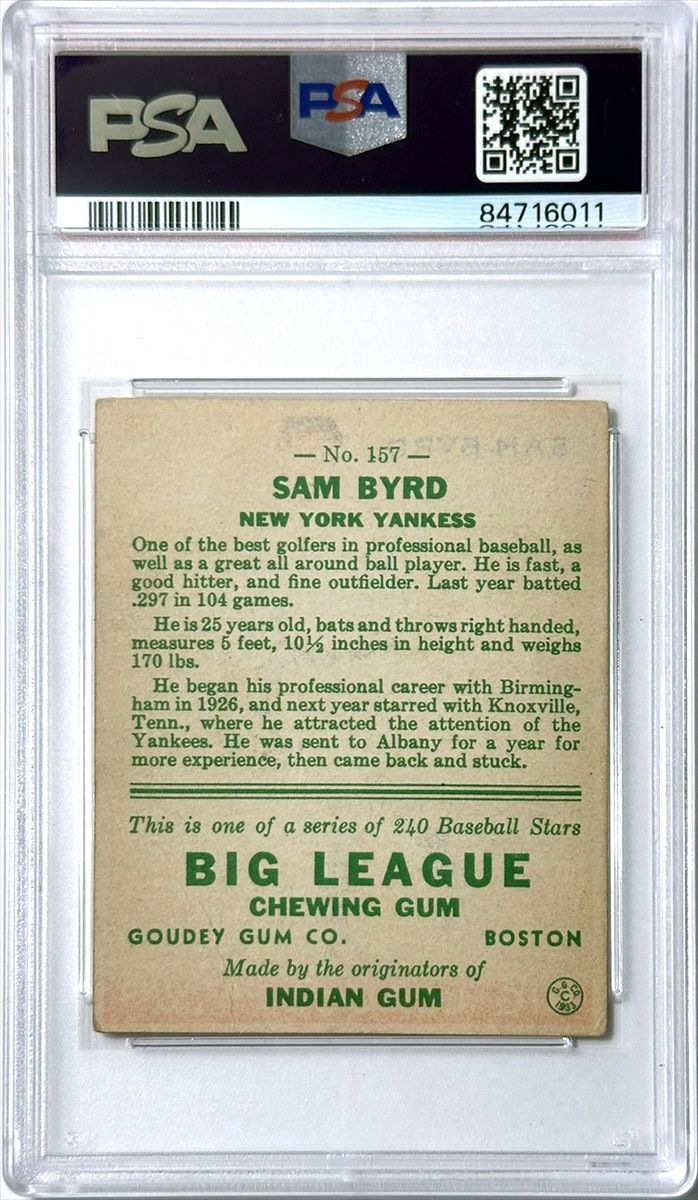 PSA
PSA
84716011
SAM BYRD
— No. 157 —
SAM BYRD
NEW YORK YANKESS
One of the best golfers in professional baseball, as
well as a great all around ball player. He is fast, a
good hitter, and fine outfielder. Last year batted
.297 in 104 games.
He is 25 years old, bats and throws right handed,
measures 5 feet, 10½ inches in height and weighs
170 lbs.
He began his professional career with Birming-
ham in 1926, and next year starred with Knoxville,
Tenn., where he attracted the attention of the
Yankees. He was sent to Albany for a year for
more experience, then came back and stuck.
This is one of a series of 240 Baseball Stars
BIG LEAGUE
CHEWING GUM
GOUDEY GUM CO. BOSTON
Made by the originators of
INDIAN GUM
G. G. CO.
C
1933